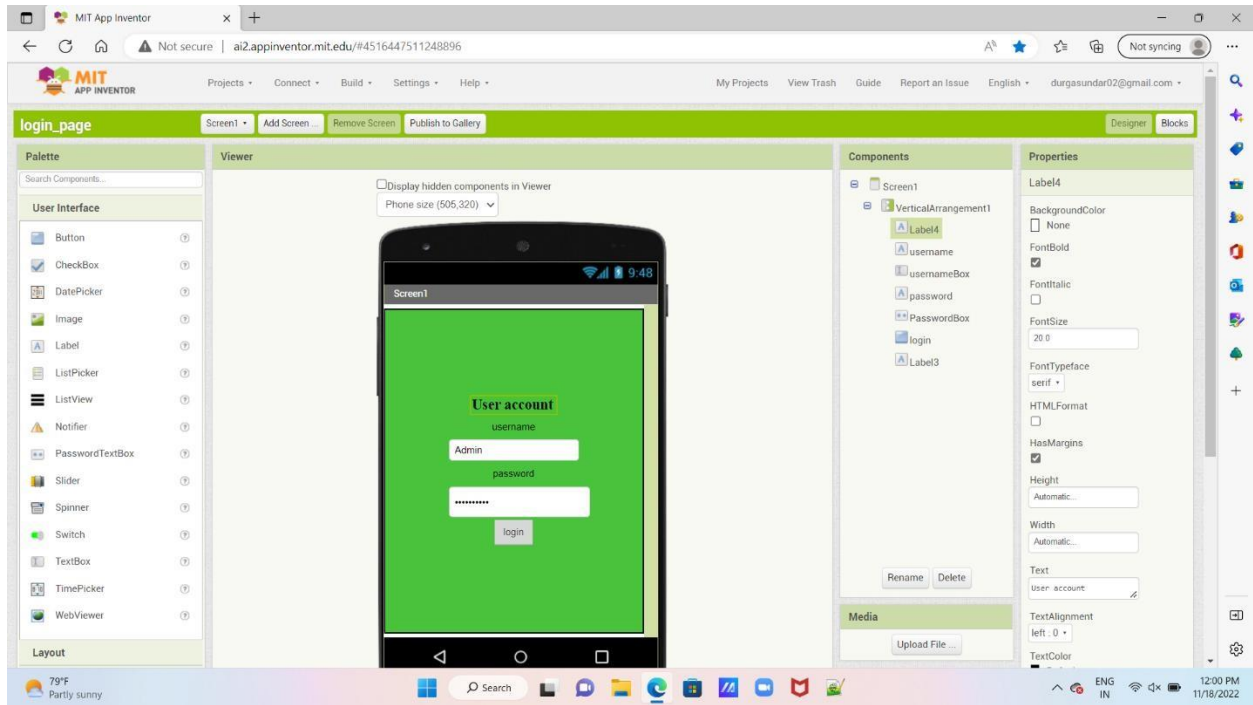 MIT App Inventor
Not secure | ai2.appinventor.mit.edu/#4516447511248896
Not syncing
MIT
APP INVENTOR
Projects Connect Build Settings Help My Projects View Trash Guide Report an Issue English durgasundar02@gmail.com
login_page Screen1 Add Screen ... Remove Screen Publish to Gallery Designer Blocks
Palette
Search Components...
User Interface
Button
CheckBox
DatePicker
Image
Label
ListPicker
ListView
Notifier
PasswordTextBox
Slider
Spinner
Switch
TextBox
TimePicker
WebViewer
Layout
Viewer
Display hidden components in Viewer
Phone size (505,320)
9:48
Screen1
User account
username
Admin
password
••••••••••
login
Components
Screen1
VerticalArrangement1
Label4
username
usernameBox
password
PasswordBox
login
Label3
Rename Delete
Media
Upload File ...
Properties
Label4
BackgroundColor
None
FontBold
FontItalic
FontSize
20.0
FontTypeface
serif
HTMLFormat
HasMargins
Height
Automatic...
Width
Automatic...
Text
User account
TextAlignment
left : 0
TextColor
79°F
Partly sunny
Search
ENG
IN
12:00 PM
11/18/2022